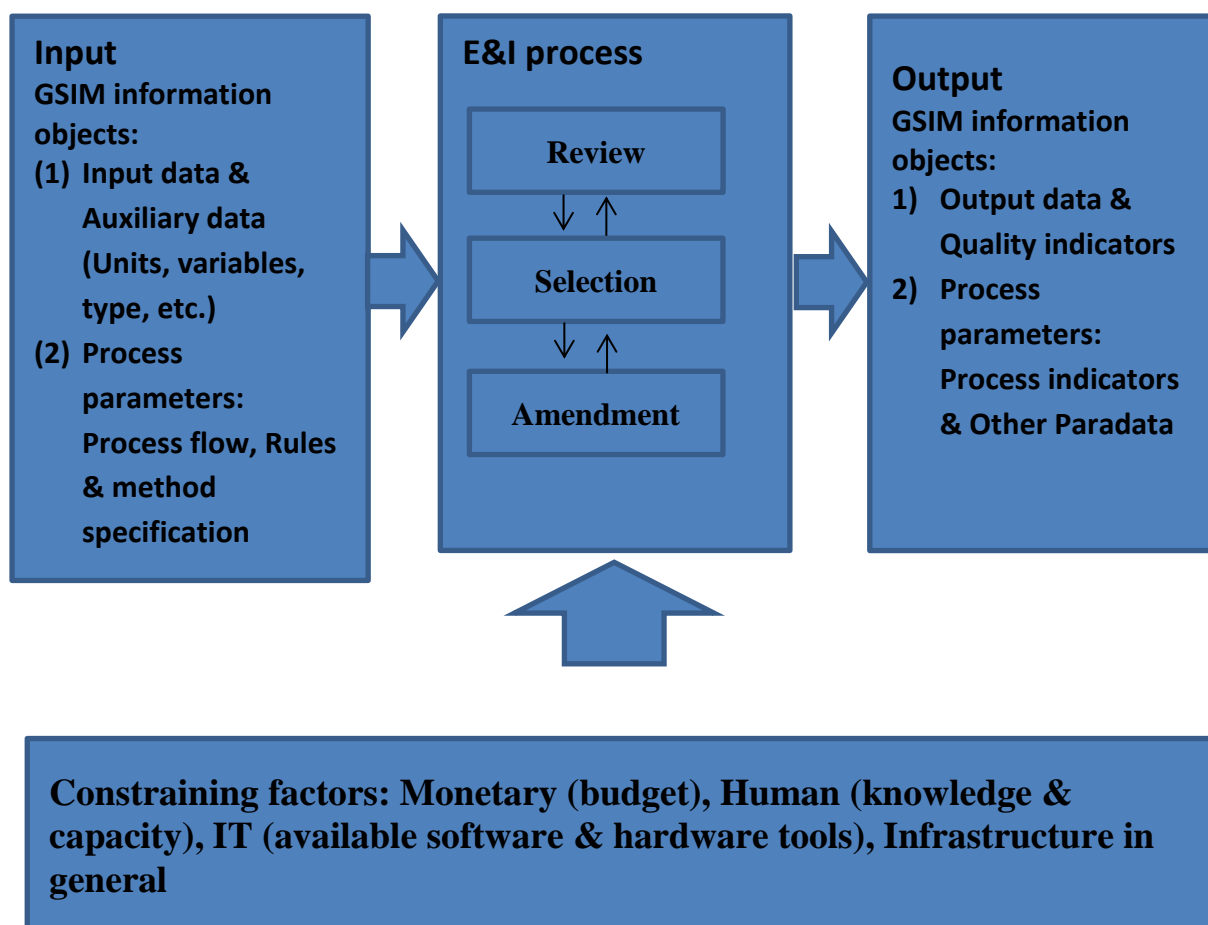 Input
GSIM information
objects:
(1) Input data &
Auxiliary data
(Units, variables,
type, etc.)
(2) Process
parameters:
Process flow, Rules
& method
specification
E&I process
Review
Selection
Amendment
Output
GSIM information
objects:
1) Output data &
Quality indicators
2) Process
parameters:
Process indicators
& Other Paradata
Constraining factors: Monetary (budget), Human (knowledge &
capacity), IT (available software & hardware tools), Infrastructure in
general